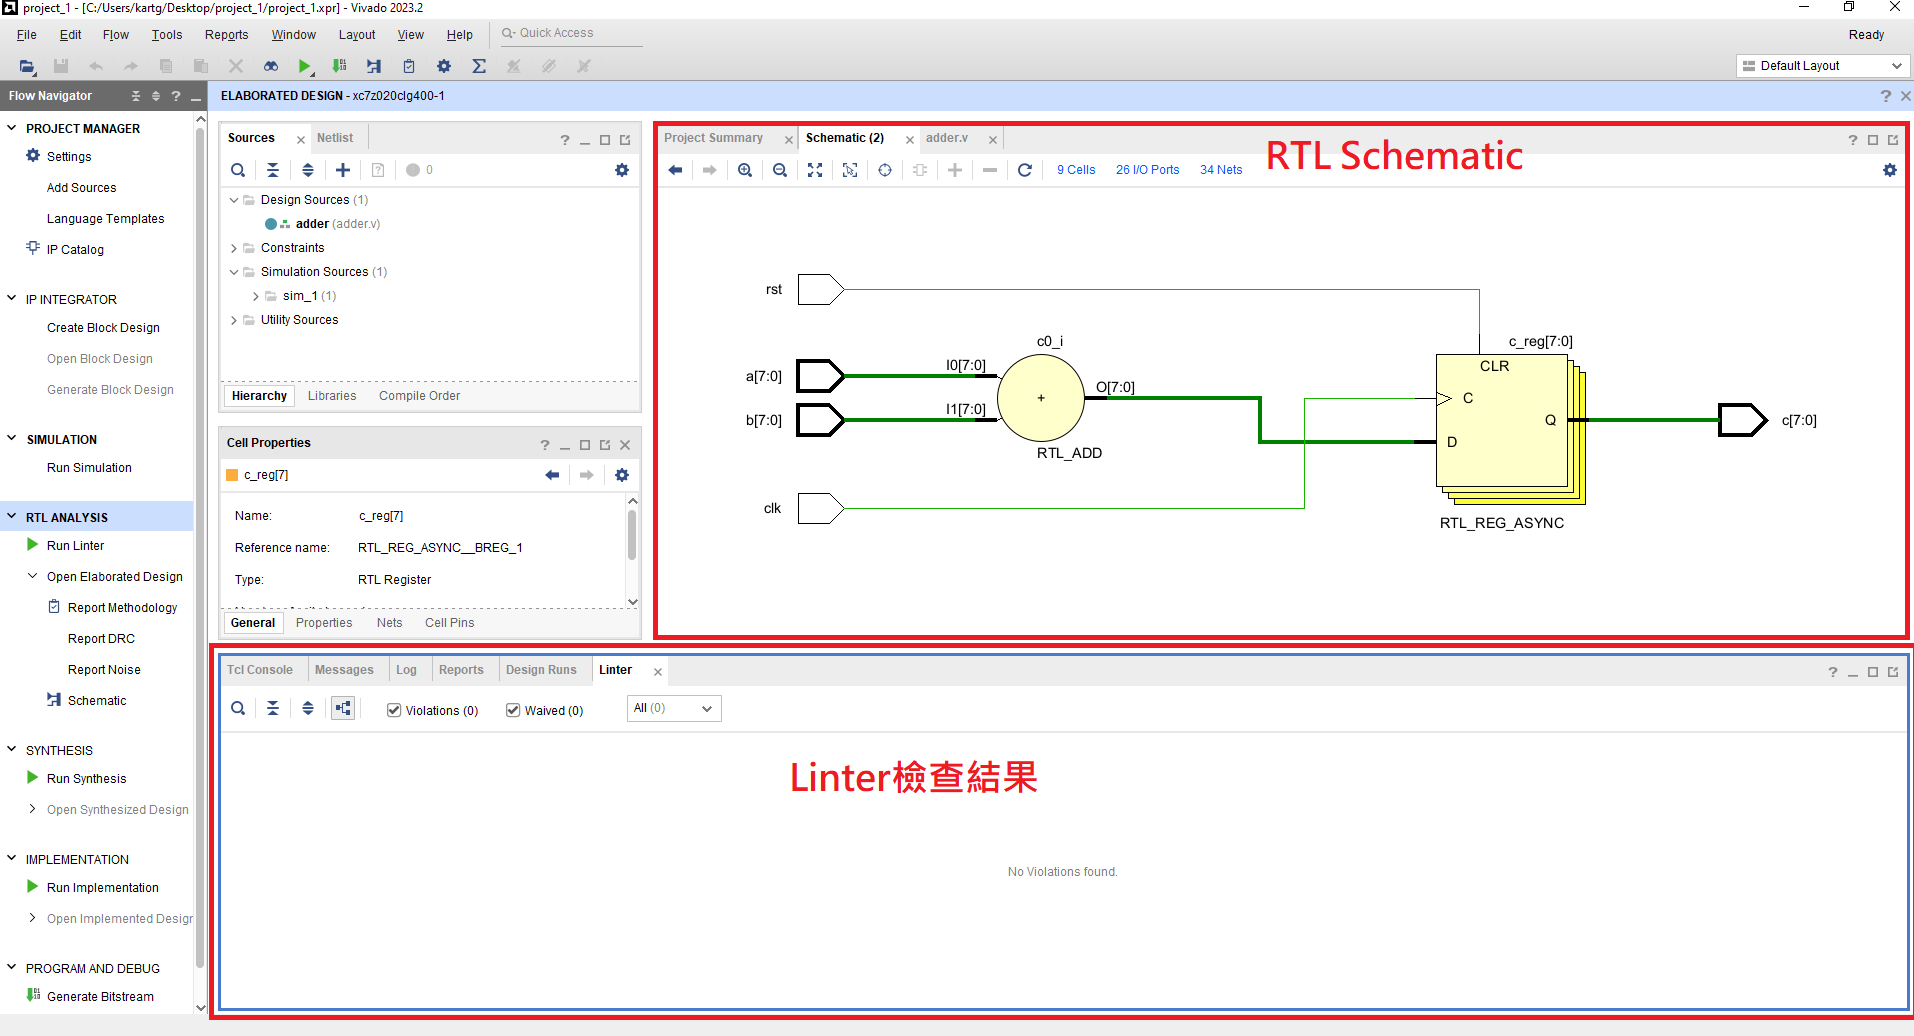 project_1 - [C:/Users/kartg/Desktop/project_1/project_1.xpr] - Vivado 2023.2
File Edit Flow Tools Reports Window Layout View Help Quick Access Ready
Default Layout
Flow Navigator
ELABORATED DESIGN - xc7z020clg400-1
PROJECT MANAGER
Settings
Add Sources
Language Templates
IP Catalog
IP INTEGRATOR
Create Block Design
Open Block Design
Generate Block Design
SIMULATION
Run Simulation
RTL ANALYSIS
Run Linter
Open Elaborated Design
Report Methodology
Report DRC
Report Noise
Schematic
SYNTHESIS
Run Synthesis
Open Synthesized Design
IMPLEMENTATION
Run Implementation
Open Implemented Design
PROGRAM AND DEBUG
Generate Bitstream
Sources Netlist
0
Design Sources (1)
adder (adder.v)
Constraints
Simulation Sources (1)
sim_1 (1)
Utility Sources
Hierarchy Libraries Compile Order
Cell Properties
c_reg[7]
Name: c_reg[7]
Reference name: RTL_REG_ASYNC__BREG_1
Type: RTL Register
General Properties Nets Cell Pins
Project Summary Schematic (2) adder.v
RTL Schematic
9 Cells 26 I/O Ports 34 Nets
rst
c0_i
c_reg[7:0]
CLR
I0[7:0]
a[7:0]
O[7:0]
+
C
I1[7:0]
b[7:0]
Q
c[7:0]
D
RTL_ADD
clk
RTL_REG_ASYNC
Tcl Console Messages Log Reports Design Runs Linter
Violations (0) Waived (0) All (0)
Linter檢查結果
No Violations found.